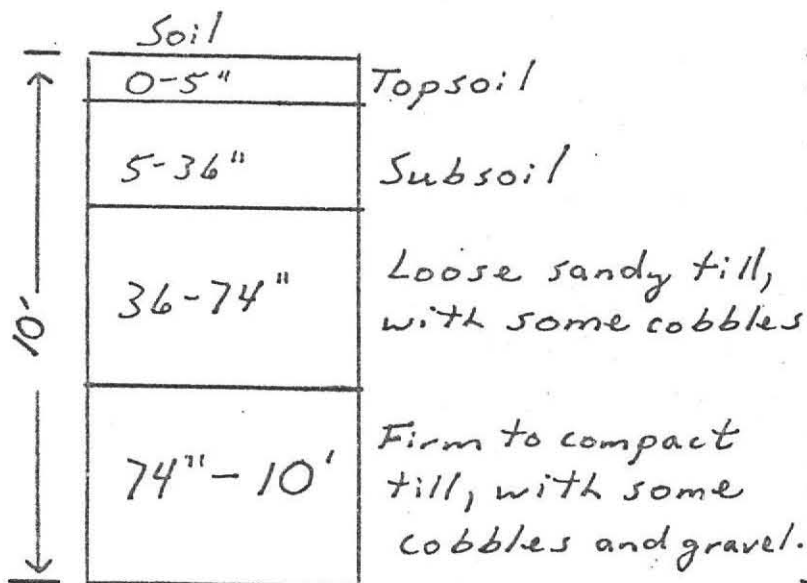 Soil
0-5" Topsoil
5-36" Subsoil
36-74" Loose sandy till,
with some cobbles
10'
74"-10' Firm to compact
till, with some
cobbles and gravel.